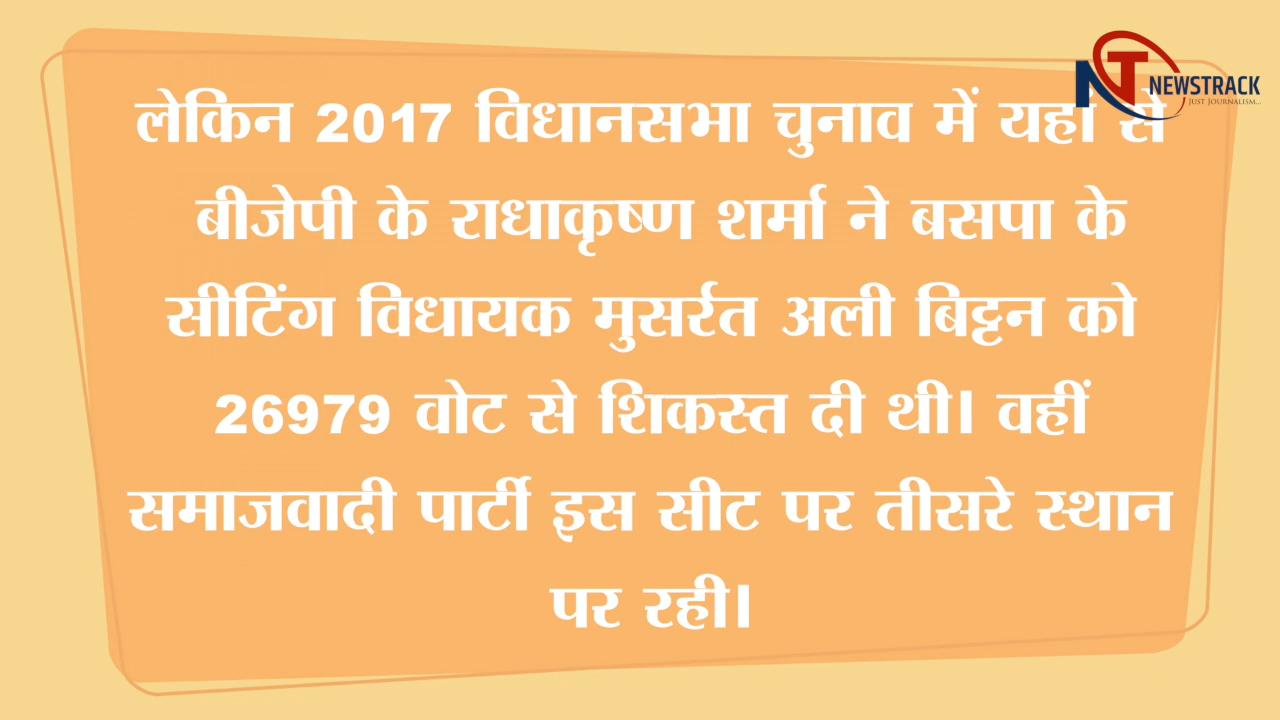 NEWSTRACK
JUST JOURNALISM...
लेकिन 2017 विधानसभा चुनाव में यहां से
बीजेपी के राधाकृष्ण शर्मा ने बसपा के
सीटिंग विधायक मुसर्रत अली बिट्टन को
26979 वोट से शिकस्त दी थी। वहीं
समाजवादी पार्टी इस सीट पर तीसरे स्थान
पर रही।